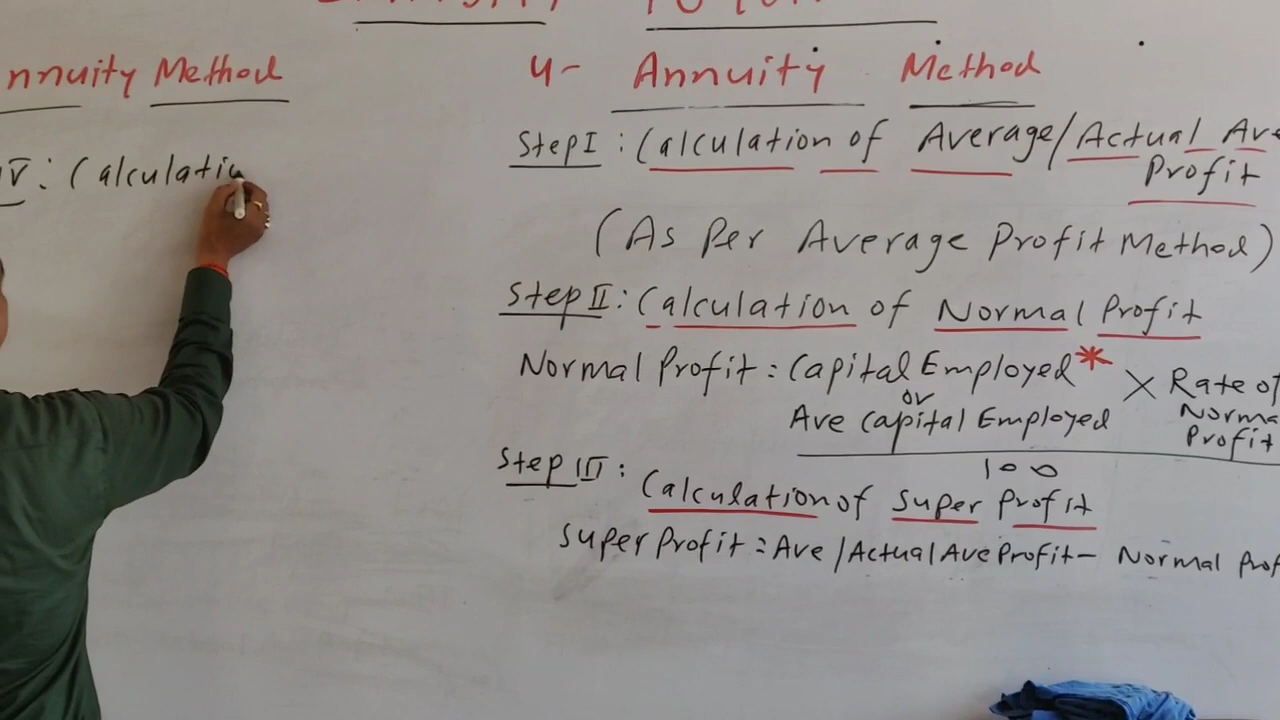 nnuity Method
V: Calculatio
4- Annuity Method
Step I: Calculation of Average/Actual Ave
Profit
(As Per Average Profit Method)
Step II: Calculation of Normal Profit
Normal Profit = Capital Employed* × Rate of
or
Ave Capital Employed Norma
Profit
100
Step III: Calculation of Super Profit
Super Profit = Ave/Actual Ave Profit - Normal Prof